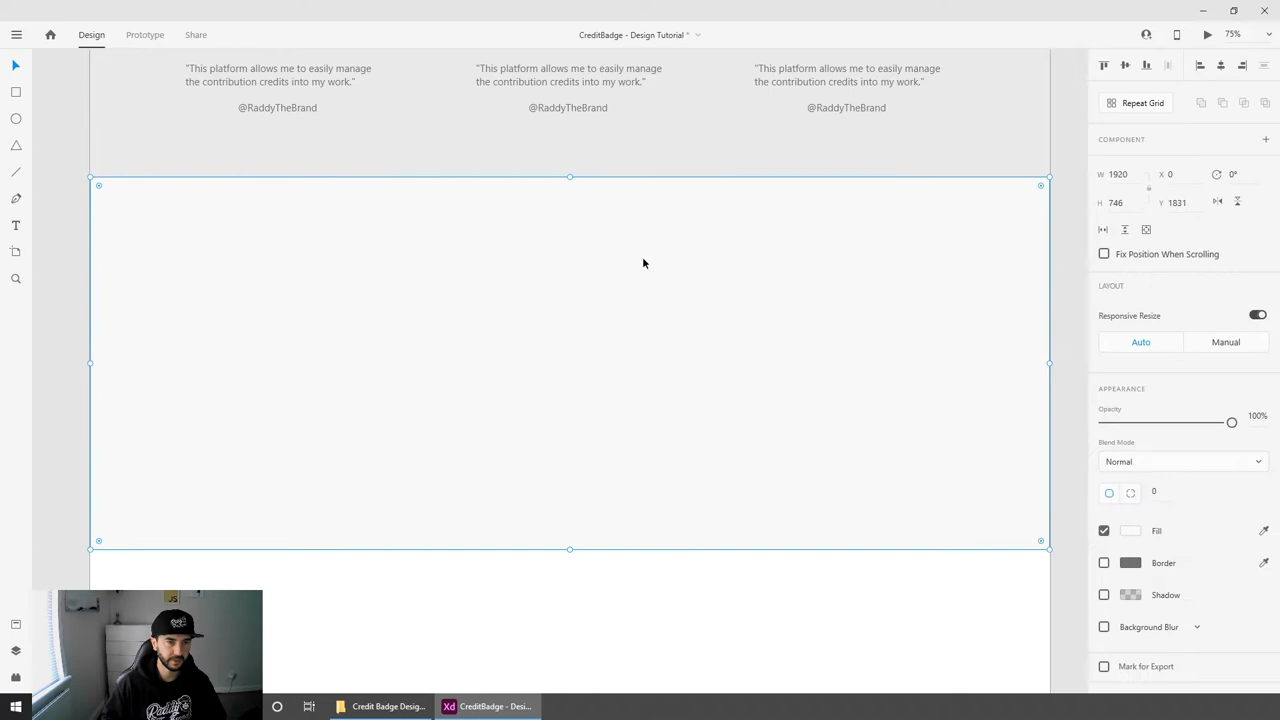 Design
Prototype
Share
CreditBadge - Design Tutorial *
75%
"This platform allows me to easily manage
the contribution credits into my work."
@RaddyTheBrand
"This platform allows me to easily manage
the contribution credits into my work."
@RaddyTheBrand
"This platform allows me to easily manage
the contribution credits into my work."
@RaddyTheBrand
Repeat Grid
COMPONENT
W 1920 X 0 0°
H 746 Y 1831
Fix Position When Scrolling
LAYOUT
Responsive Resize
Auto Manual
APPEARANCE
Opacity
100%
Blend Mode
Normal
0
Fill
Border
Shadow
Background Blur
Mark for Export
JS
Credit Badge Desig...
Xd CreditBadge - Desi...